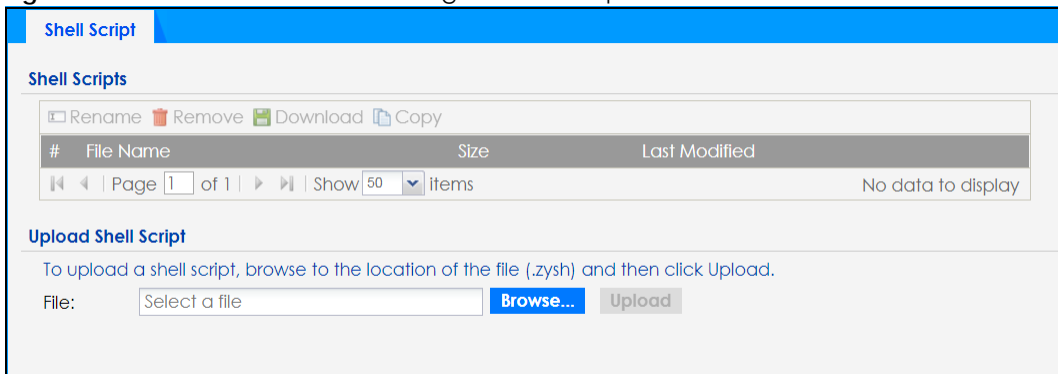 Shell Script
Shell Scripts
Rename Remove Download Copy
# File Name Size Last Modified
Page 1 of 1 Show 50 items No data to display
Upload Shell Script
To upload a shell script, browse to the location of the file (.zysh) and then click Upload.
File: Select a file Browse... Upload